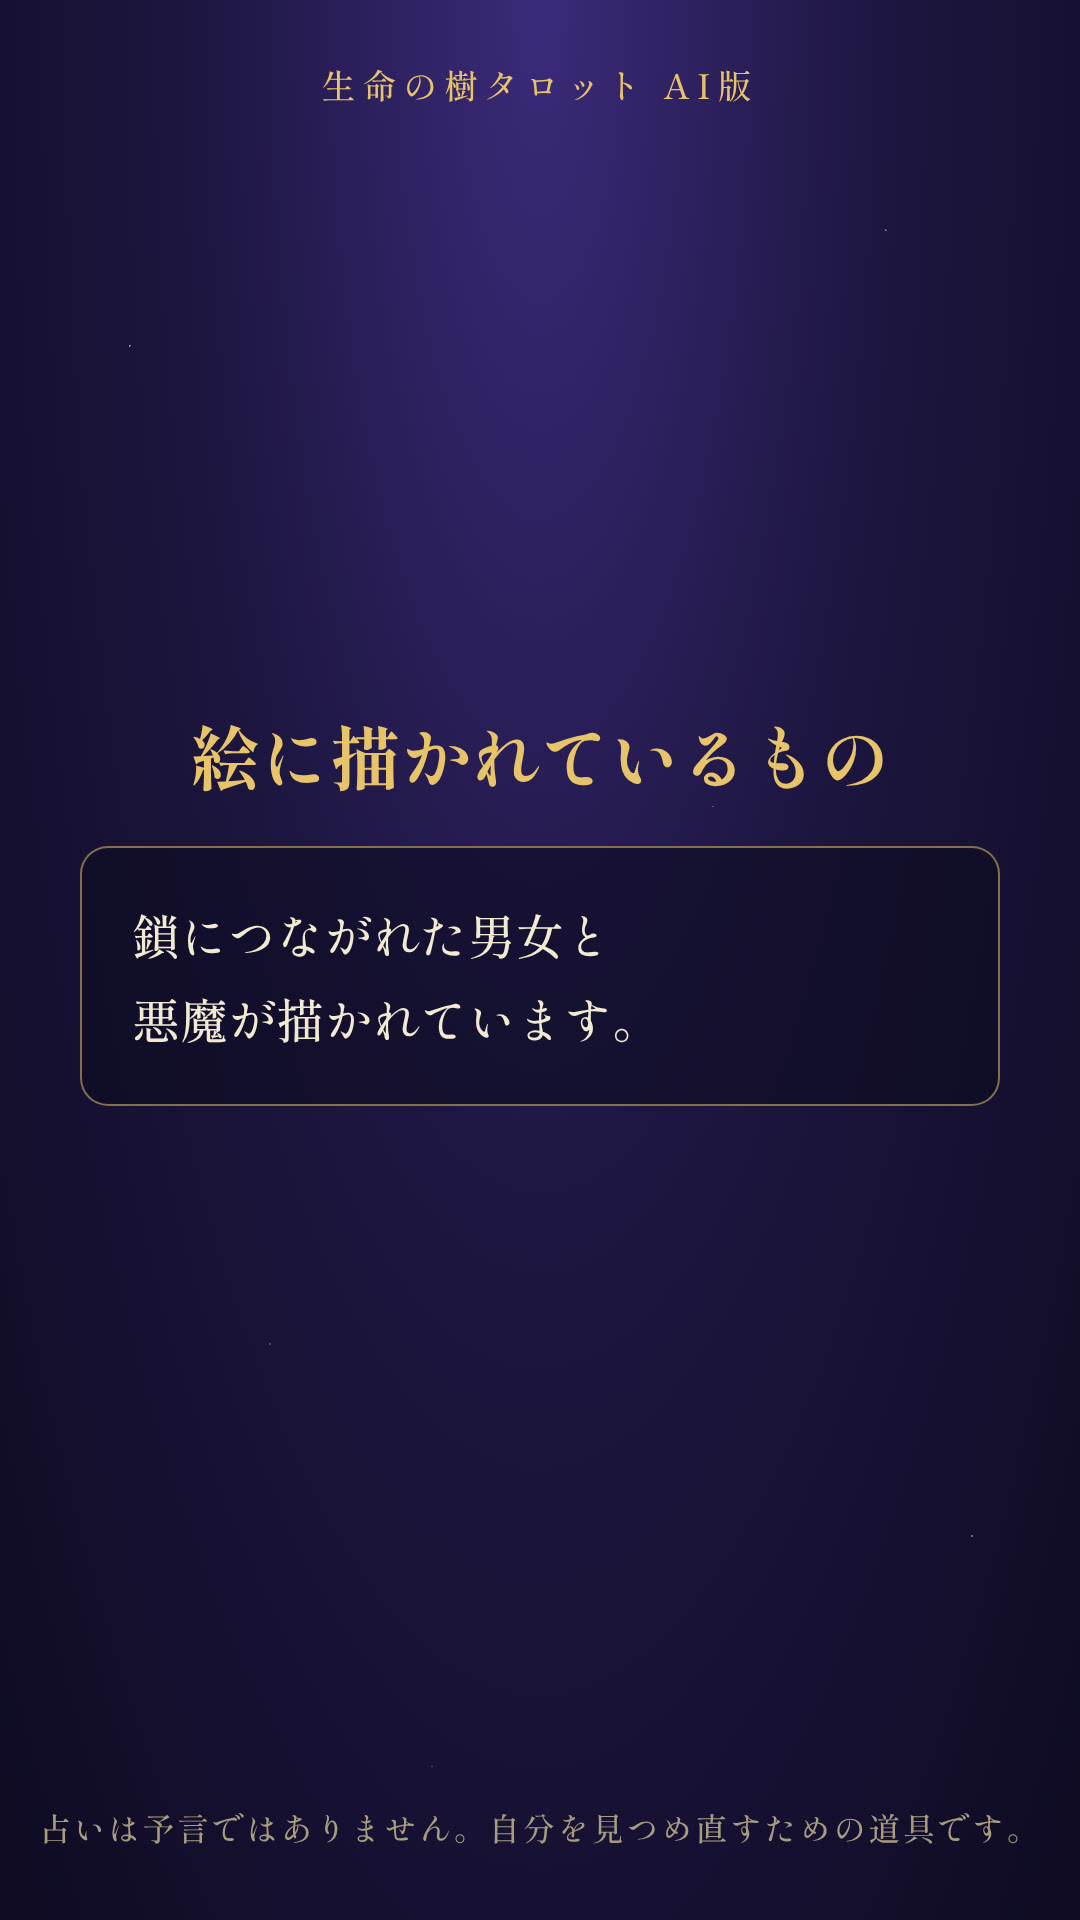 生命の樹タロット AI版
絵に描かれているもの
鎖につながれた男女と
悪魔が描かれています。
占いは予言ではありません。自分を見つめ直すための道具です。